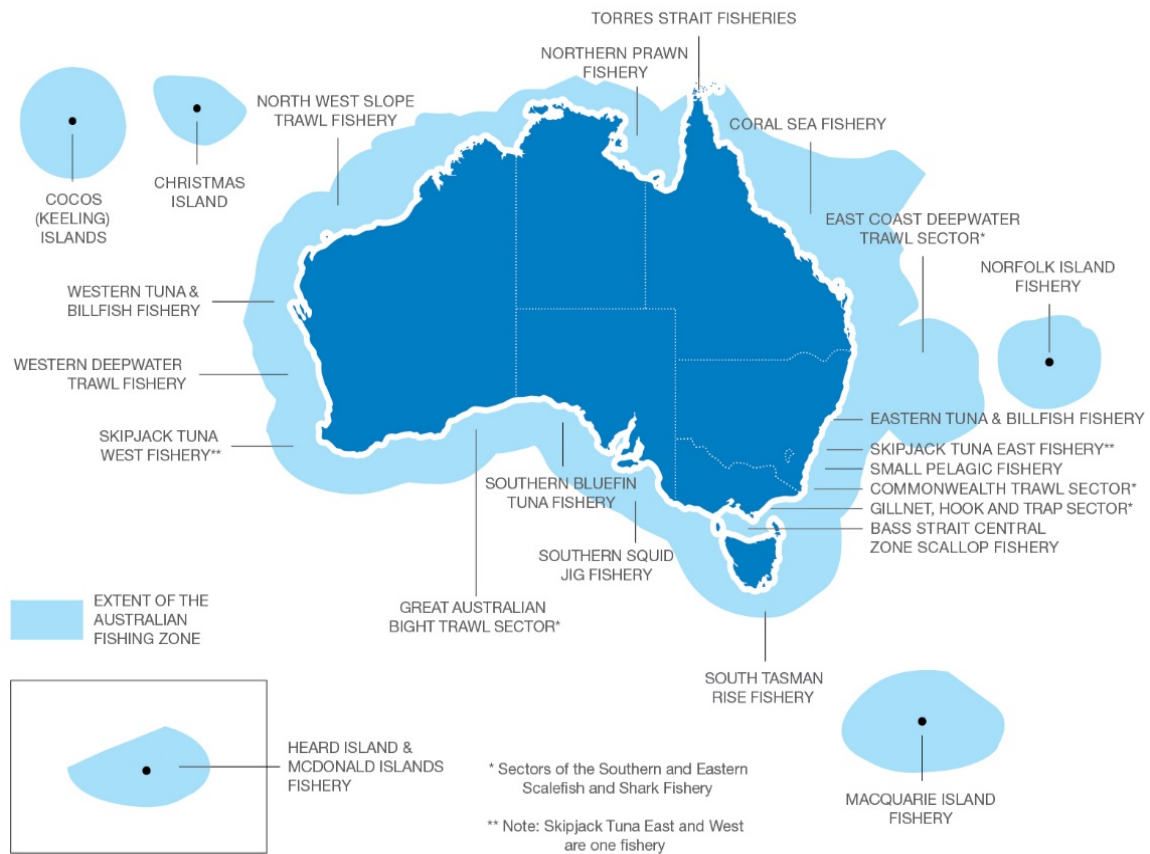 TORRES STRAIT FISHERIES
NORTHERN PRAWN
FISHERY
NORTH WEST SLOPE
TRAWL FISHERY
CORAL SEA FISHERY
CHRISTMAS
ISLAND
COCOS
(KEELING)
ISLANDS
EAST COAST DEEPWATER
TRAWL SECTOR*
NORFOLK ISLAND
FISHERY
WESTERN TUNA &
BILLFISH FISHERY
WESTERN DEEPWATER
TRAWL FISHERY
SKIPJACK TUNA
WEST FISHERY**
EASTERN TUNA & BILLFISH FISHERY
SKIPJACK TUNA EAST FISHERY**
SMALL PELAGIC FISHERY
COMMONWEALTH TRAWL SECTOR*
GILLNET, HOOK AND TRAP SECTOR*
BASS STRAIT CENTRAL
ZONE SCALLOP FISHERY
SOUTHERN BLUEFIN
TUNA FISHERY
SOUTHERN SQUID
JIG FISHERY
GREAT AUSTRALIAN
BIGHT TRAWL SECTOR*
EXTENT OF THE
AUSTRALIAN
FISHING ZONE
SOUTH TASMAN
RISE FISHERY
HEARD ISLAND &
MCDONALD ISLANDS
FISHERY
* Sectors of the Southern and Eastern
Scalefish and Shark Fishery
** Note: Skipjack Tuna East and West
are one fishery
MACQUARIE ISLAND
FISHERY